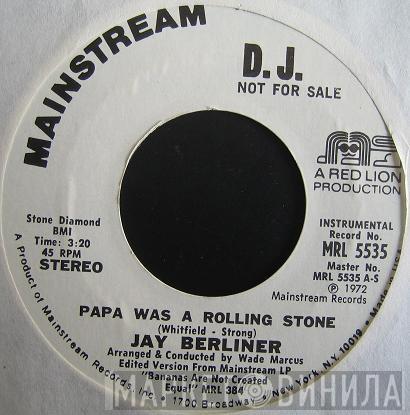 MAINSTREAM
D.J.
NOT FOR SALE
A RED LION
PRODUCTION
Stone Diamond
BMI
Time: 3:20
45 RPM
STEREO
INSTRUMENTAL
Record No.
MRL 5535
Master No.
MRL 5535 A-S
Ⓟ 1972
Mainstream Records
PAPA WAS A ROLLING STONE
(Whitfield - Strong)
JAY BERLINER
Arranged & Conducted by Wade Marcus
Edited Version From Mainstream LP
"Bananas Are Not Created
Equal" MRL 384
A Product of Mainstream Records Inc., 1700 Broadway, New York, N.Y. 10019 • Made in